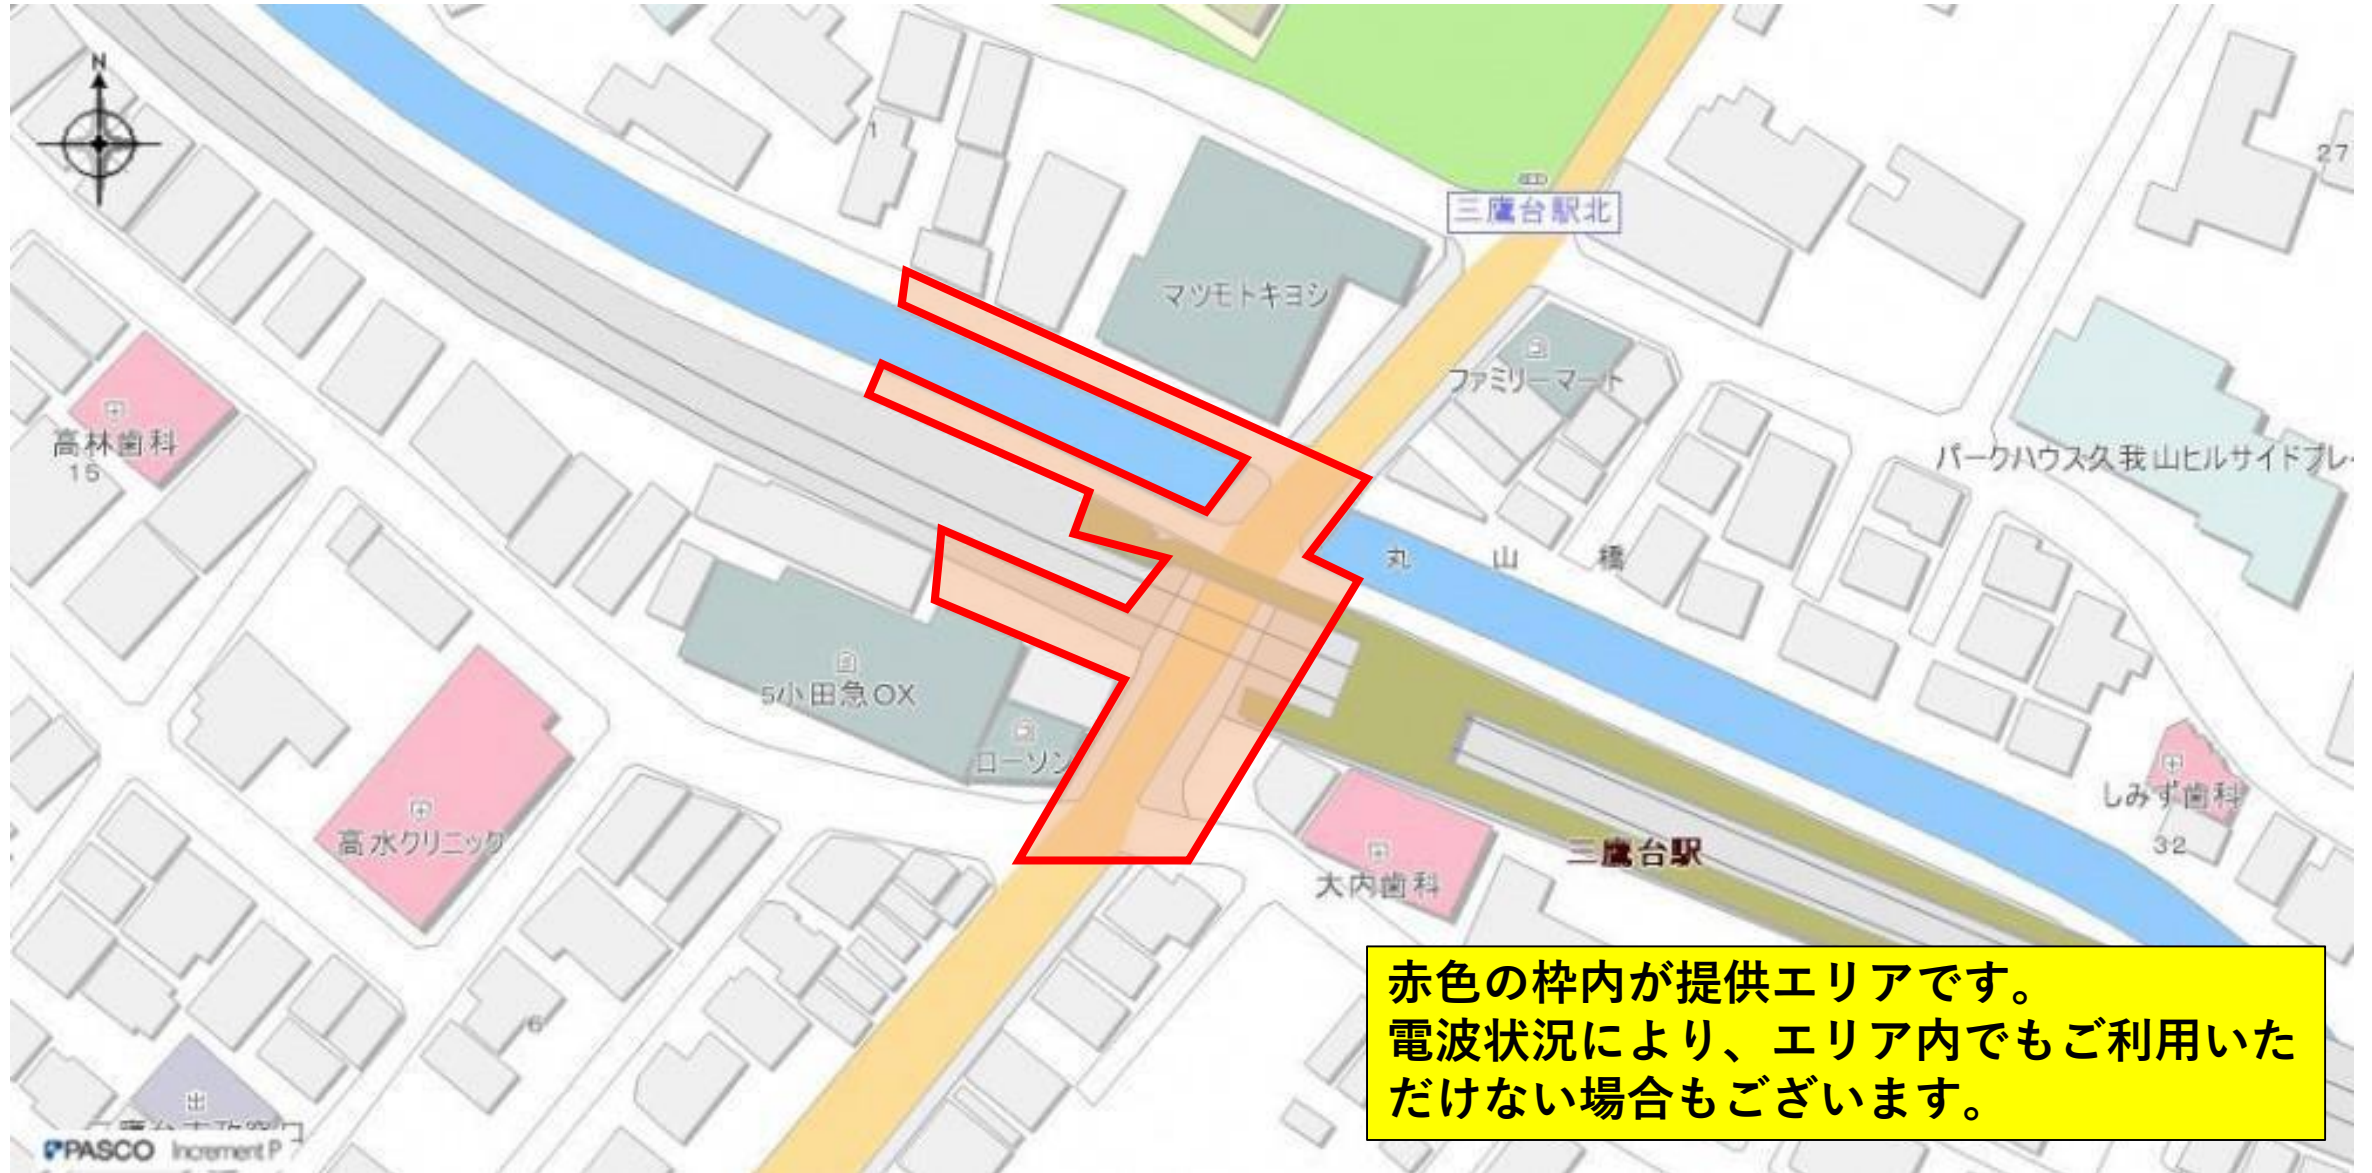 N
1
27
三鷹台駅北
マツモトキヨシ
ファミリーマート
高林歯科
15
パークハウス久我山ヒルサイドプレ
丸山橋
5小田急OX
ローソン
高水クリニック
しみず歯科
32
三鷹台駅
大内歯科
6
赤色の枠内が提供エリアです。
電波状況により、エリア内でもご利用いた
だけない場合もございます。
PASCO Increment P